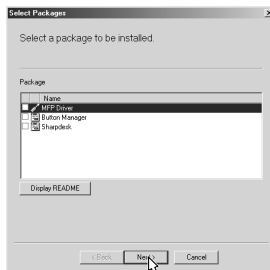 Select Packages
Select a package to be installed.
Package
Name
MFP Driver
Button Manager
Sharpdesk
Display README
< Back
Next >
Cancel